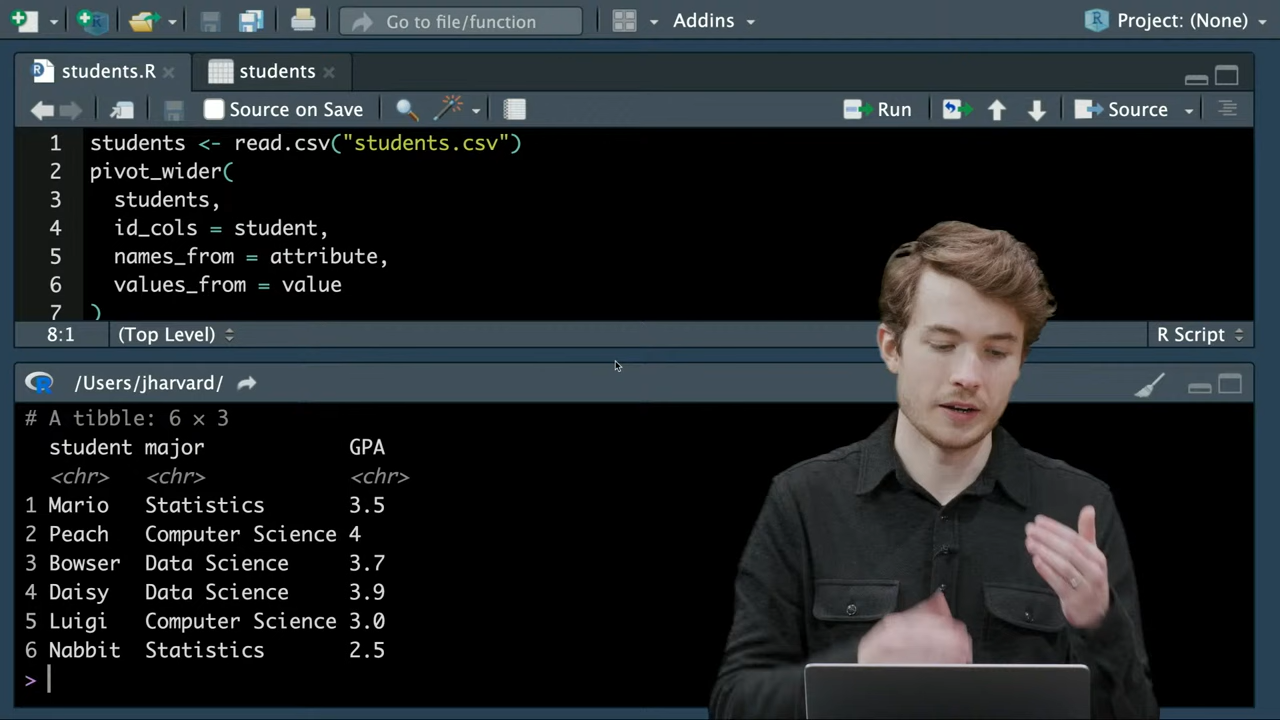 Go to file/function
Addins
Project: (None)
students.R
students
Source on Save
Run
Source
1 students <- read.csv("students.csv")
2 pivot_wider(
3 students,
4 id_cols = student,
5 names_from = attribute,
6 values_from = value
7 )
8:1
(Top Level)
R Script
/Users/jharvard/
# A tibble: 6 × 3
student major GPA
<chr> <chr> <chr>
1 Mario Statistics 3.5
2 Peach Computer Science 4
3 Bowser Data Science 3.7
4 Daisy Data Science 3.9
5 Luigi Computer Science 3.0
6 Nabbit Statistics 2.5
>